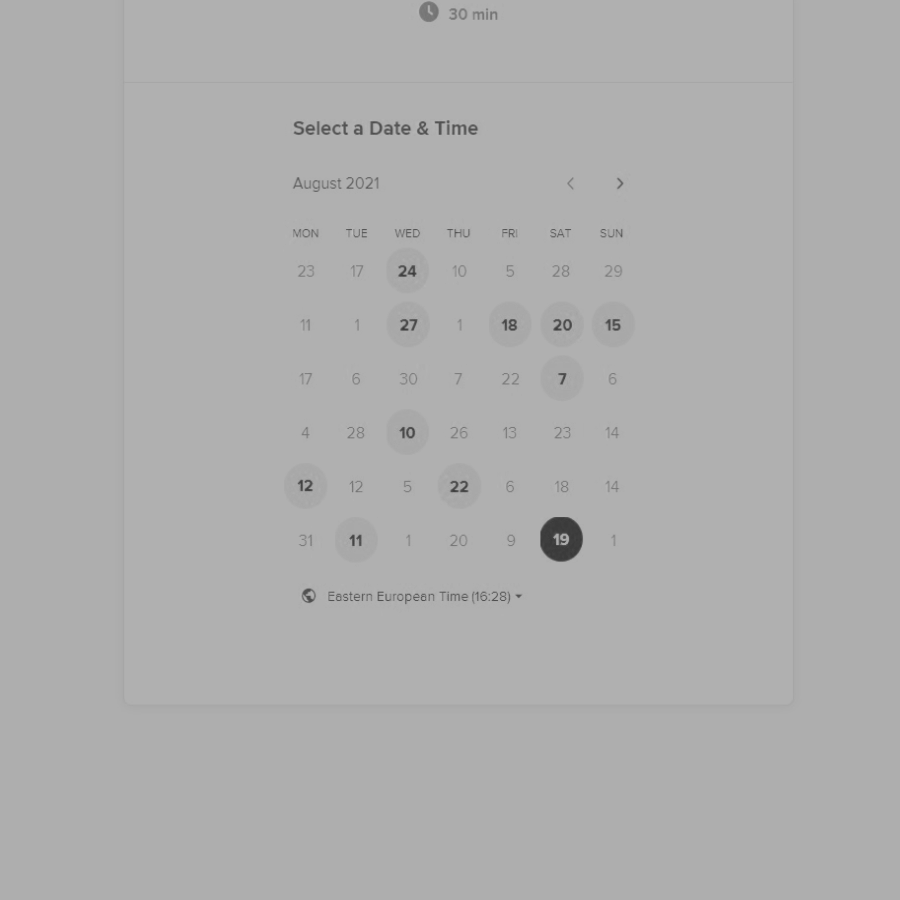 30 min
Select a Date & Time
August 2021
MON TUE WED THU FRI SAT SUN
23 17 24 10 5 28 29
11 1 27 1 18 20 15
17 6 30 7 22 7 6
4 28 10 26 13 23 14
12 12 5 22 6 18 14
31 11 1 20 9 19 1
Eastern European Time (16:28)